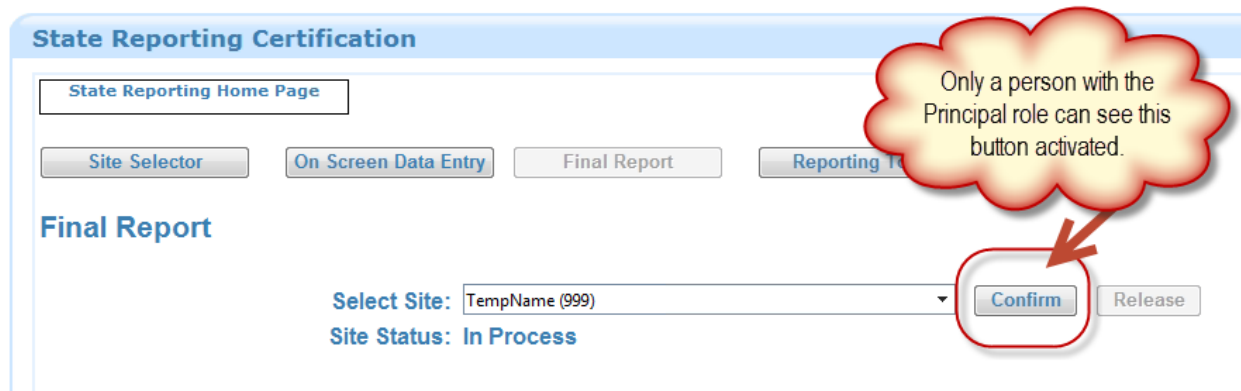 State Reporting Certification
Only a person with the
Principal role can see this
button activated.
State Reporting Home Page
Site Selector
On Screen Data Entry
Final Report
Reporting
Final Report
Select Site: TempName (999) Confirm Release
Site Status: In Process